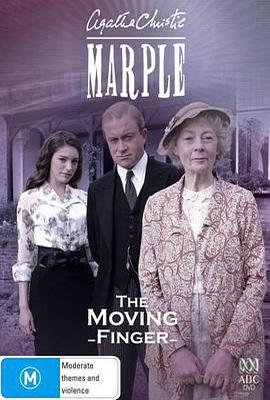 Agatha Christie
MARPLE
THE
MOVING
-FINGER-
M
Moderate
themes and
violence
ABC
DVD